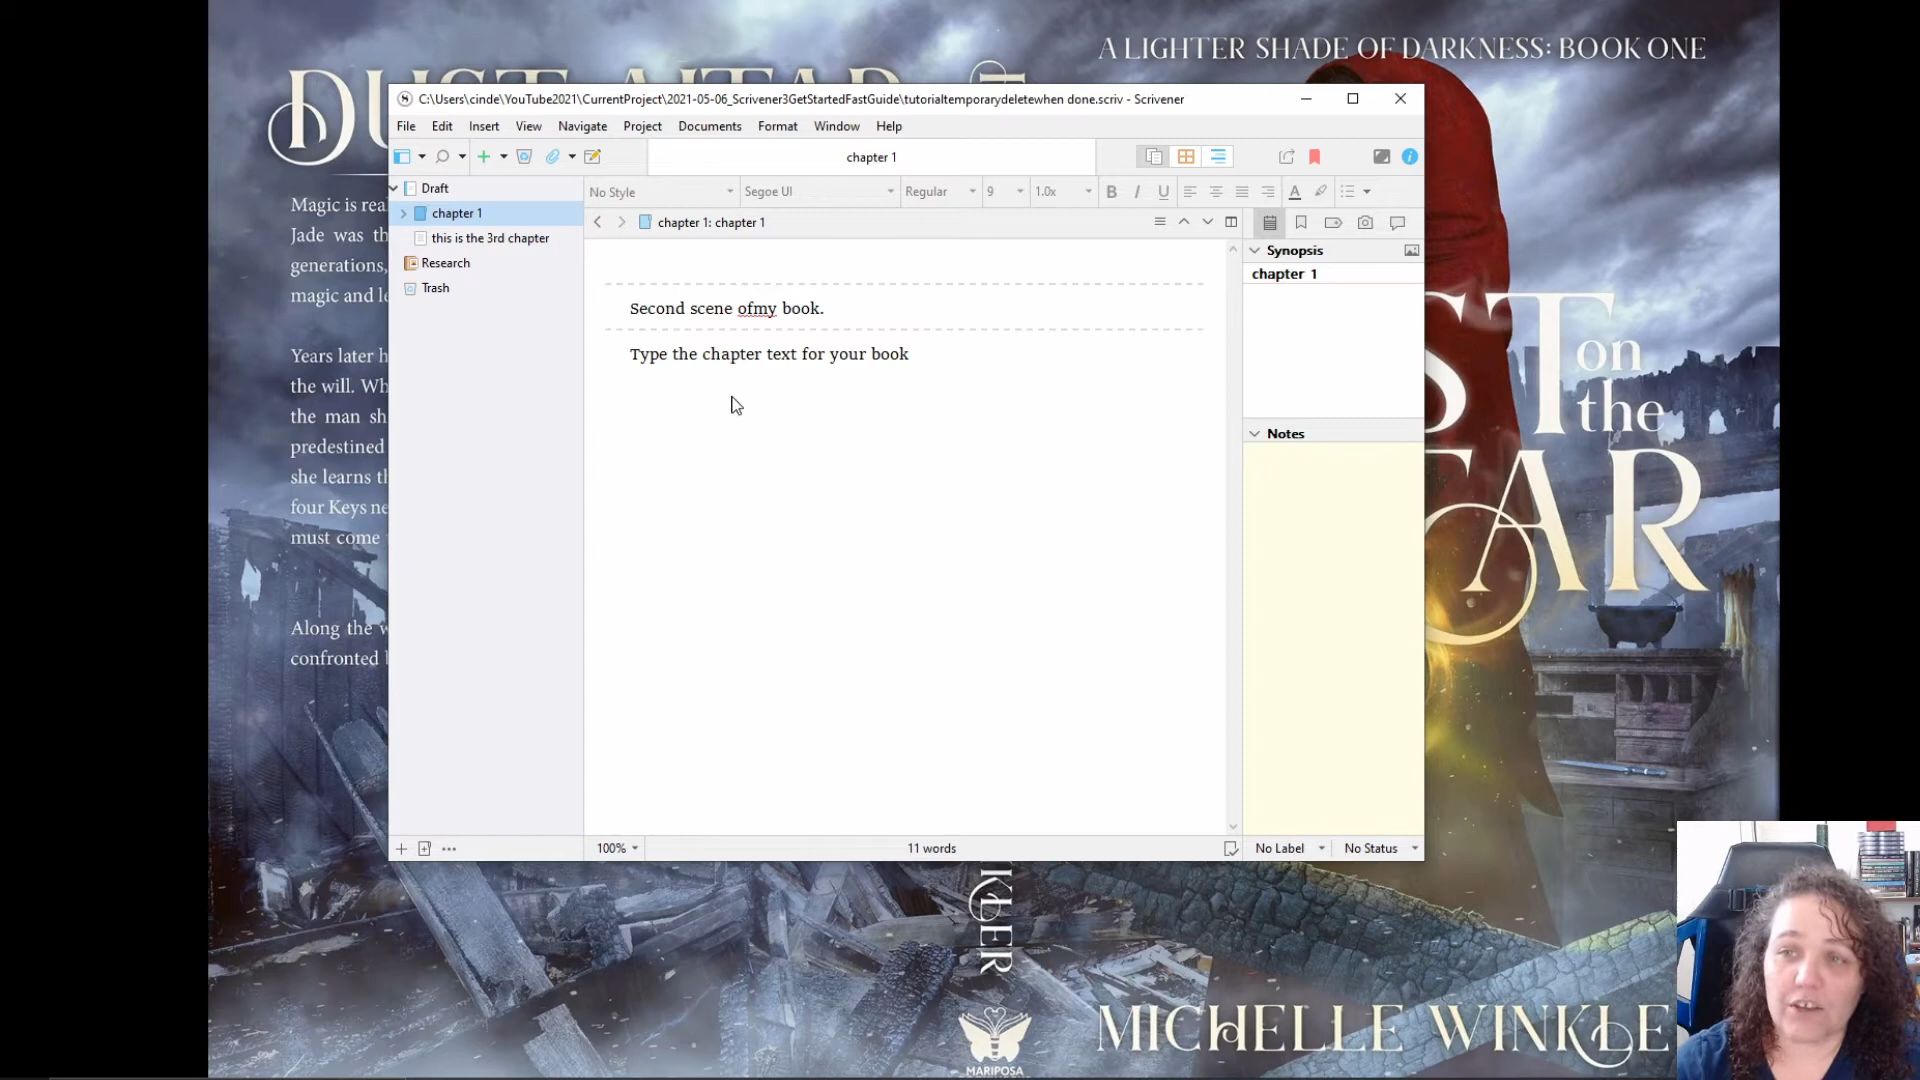 A LIGHTER SHADE OF DARKNESS: BOOK ONE
C:\Users\cinde\YouTube2021\CurrentProject\2021-05-06_Scrivener3GetStartedFastGuide\tutorialtemporarydeletewhen done.scriv - Scrivener
File Edit Insert View Navigate Project Documents Format Window Help
chapter 1
No Style Segoe UI Regular 9 1.0x B I U A
Draft
chapter 1
this is the 3rd chapter
Research
Trash
chapter 1: chapter 1
Second scene ofmy book.
Type the chapter text for your book
Synopsis
chapter 1
Notes
100% 11 words No Label No Status
Magic is real
Jade was th
generations,
magic and le
Years later h
the will. Wh
the man sh
predestined
she learns th
four Keys ne
must come
Along the w
confronted
on
the
MICHELLE WINKLE
MARIPOSA